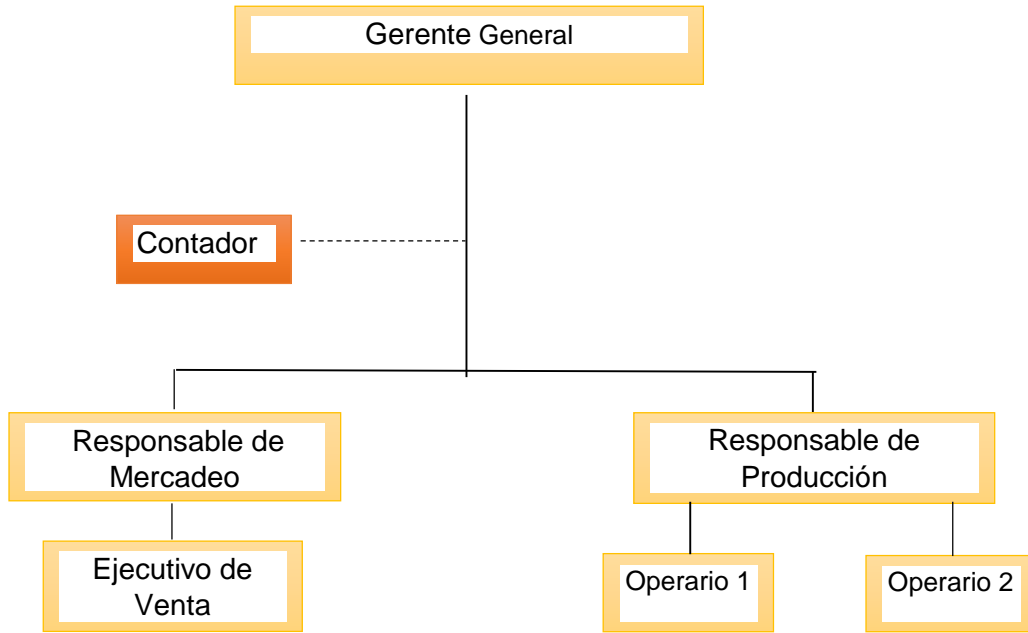 Gerente General
Contador
Responsable de
Mercadeo
Responsable de
Producción
Ejecutivo de
Venta
Operario 1
Operario 2